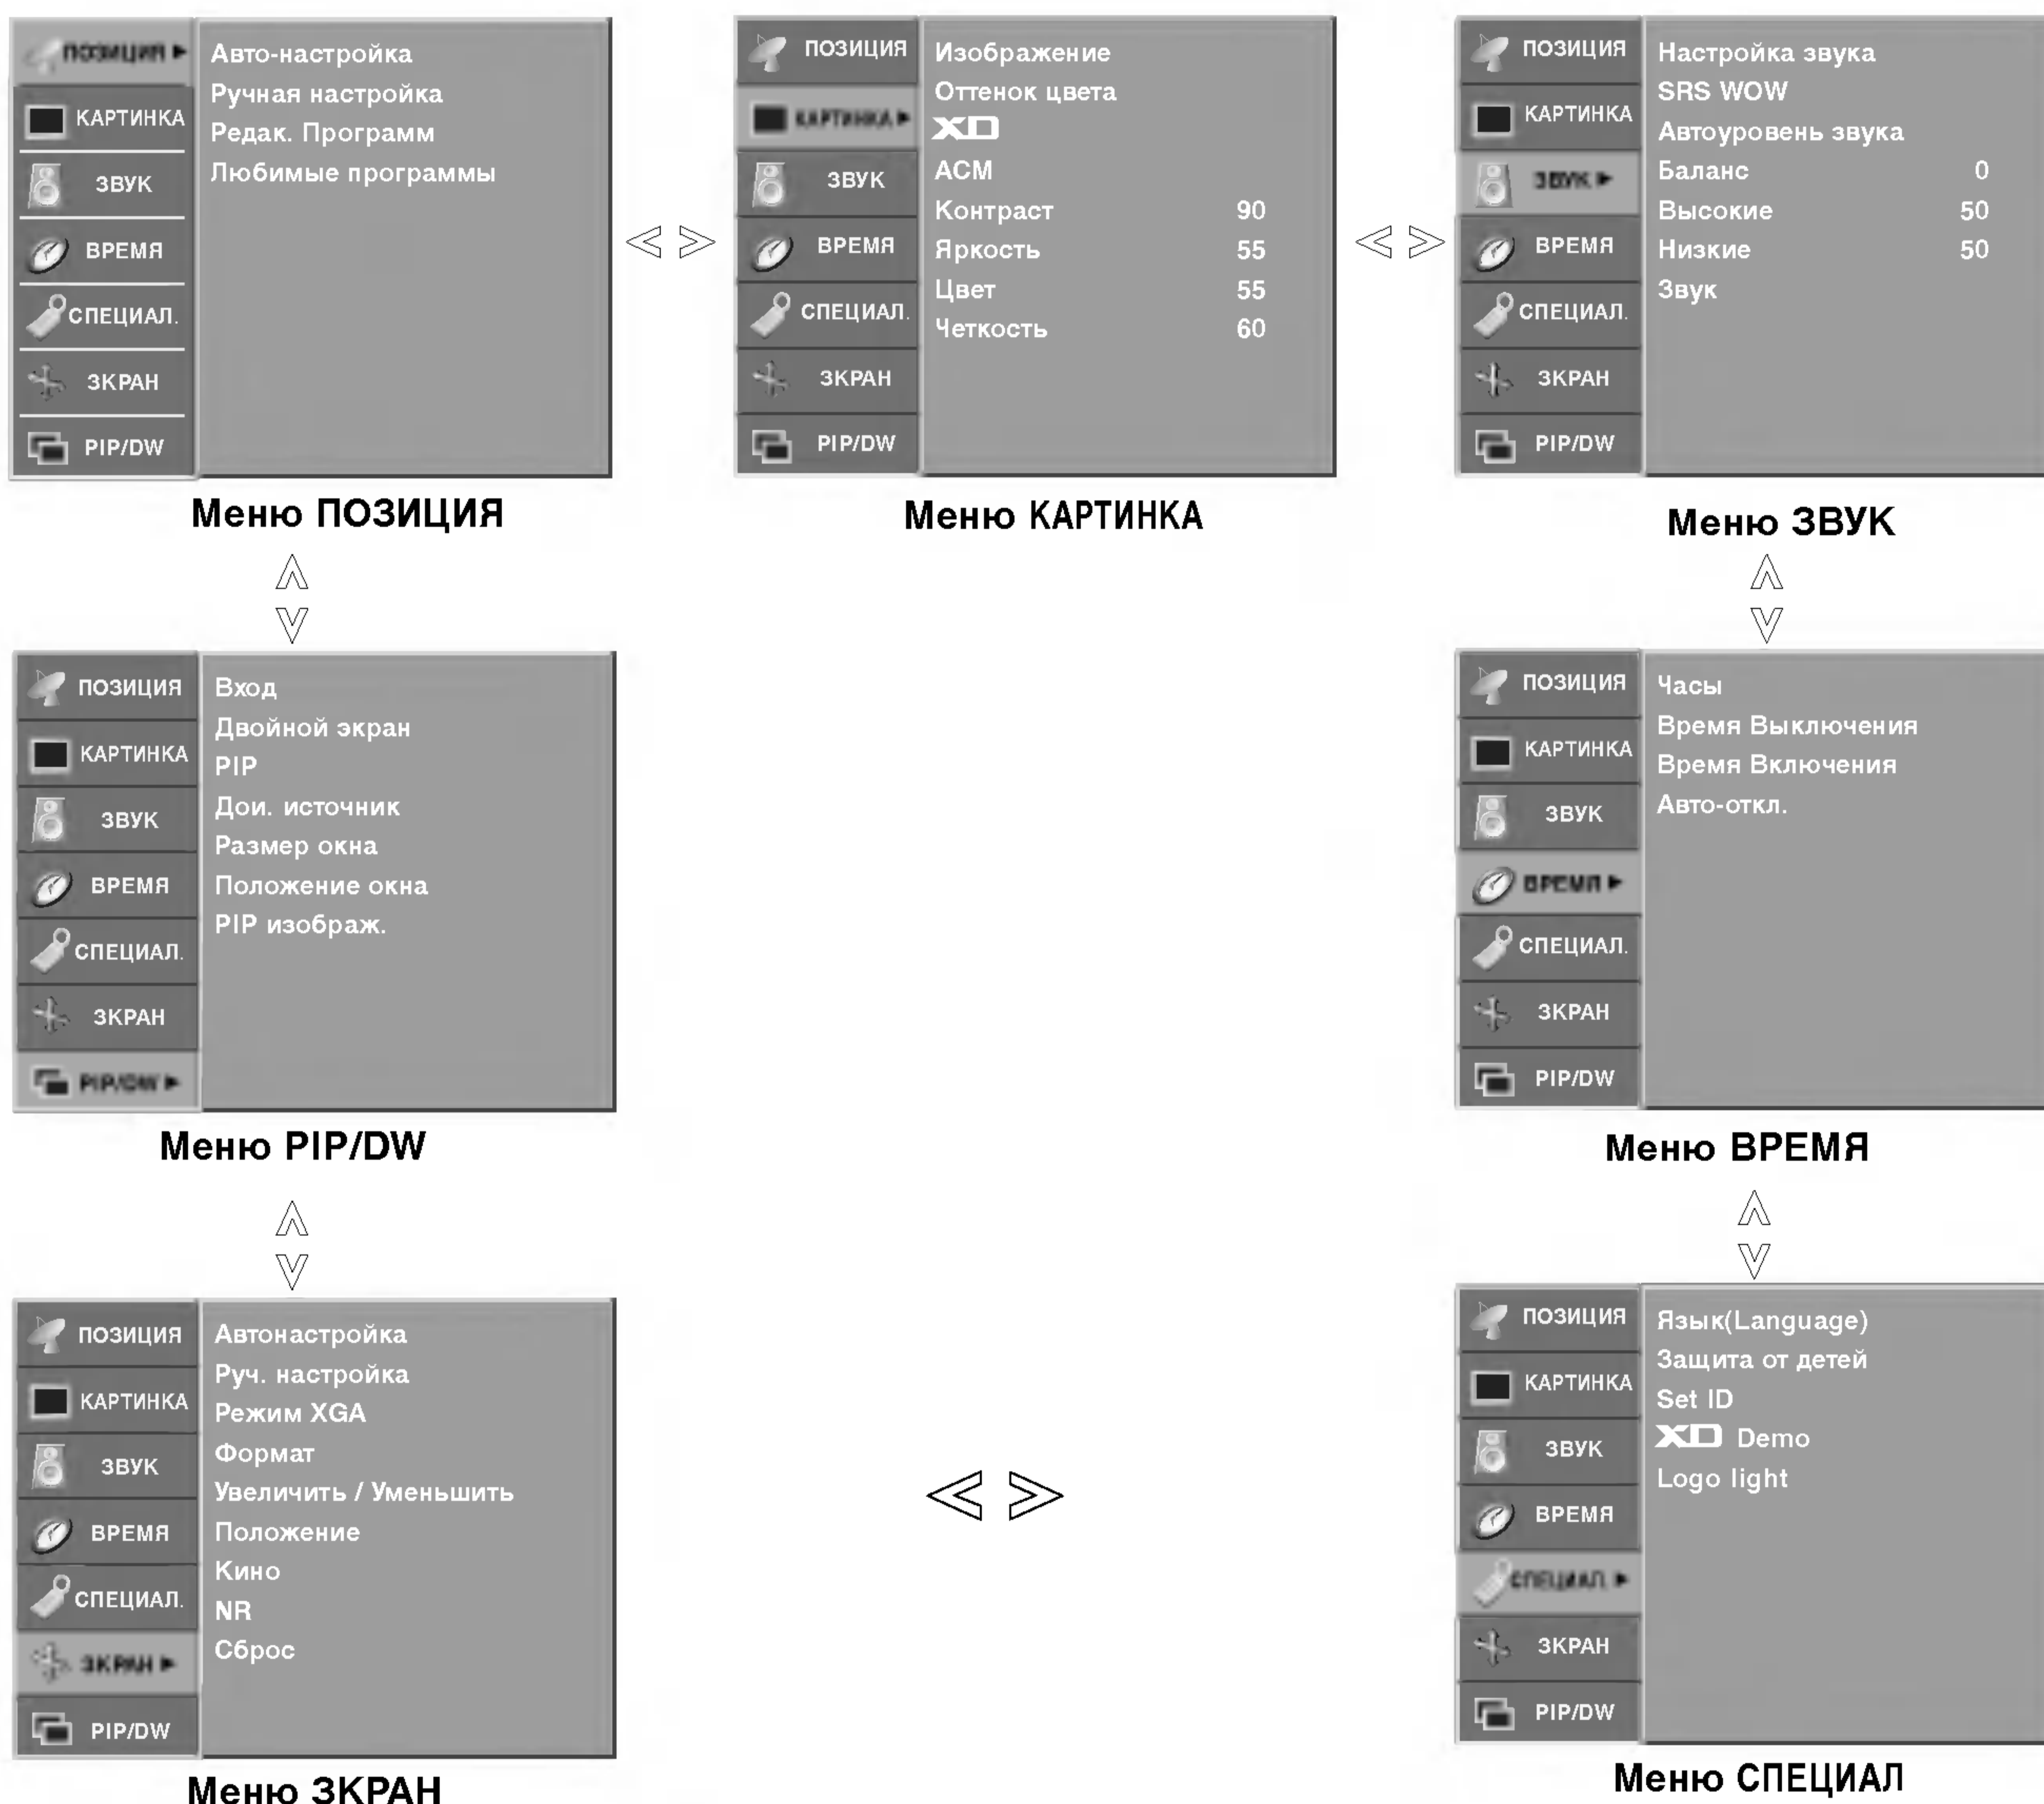 ПОЗИЦИЯ
КАРТИНКА
ЗВУК
ВРЕМЯ
СПЕЦИАЛ.
ЗКРАН
PIP/DW
Авто-настройка
Ручная настройка
Редак. Программ
Любимые программы
Меню ПОЗИЦИЯ
ПОЗИЦИЯ
КАРТИНКА
ЗВУК
ВРЕМЯ
СПЕЦИАЛ.
ЗКРАН
PIP/DW
Изображение
Оттенок цвета
XD
ACM
Контраст 90
Яркость 55
Цвет 55
Четкость 60
Меню КАРТИНКА
ПОЗИЦИЯ
КАРТИНКА
ЗВУК
ВРЕМЯ
СПЕЦИАЛ.
ЗКРАН
PIP/DW
Настройка звука
SRS WOW
Автоуровень звука
Баланс 0
Высокие 50
Низкие 50
Звук
Меню ЗВУК
ПОЗИЦИЯ
КАРТИНКА
ЗВУК
ВРЕМЯ
СПЕЦИАЛ.
ЗКРАН
PIP/DW
Вход
Двойной экран
PIP
Дои. источник
Размер окна
Положение окна
PIP изображ.
Меню PIP/DW
ПОЗИЦИЯ
КАРТИНКА
ЗВУК
ВРЕМЯ
СПЕЦИАЛ.
ЗКРАН
PIP/DW
Часы
Время Выключения
Время Включения
Авто-откл.
Меню ВРЕМЯ
ПОЗИЦИЯ
КАРТИНКА
ЗВУК
ВРЕМЯ
СПЕЦИАЛ.
ЗКРАН
PIP/DW
Автонастройка
Руч. настройка
Режим XGA
Формат
Увеличить / Уменьшить
Положение
Кино
NR
Сброс
Меню ЗКРАН
ПОЗИЦИЯ
КАРТИНКА
ЗВУК
ВРЕМЯ
СПЕЦИАЛ.
ЗКРАН
PIP/DW
Язык(Language)
Защита от детей
Set ID
XD Demo
Logo light
Меню СПЕЦИАЛ